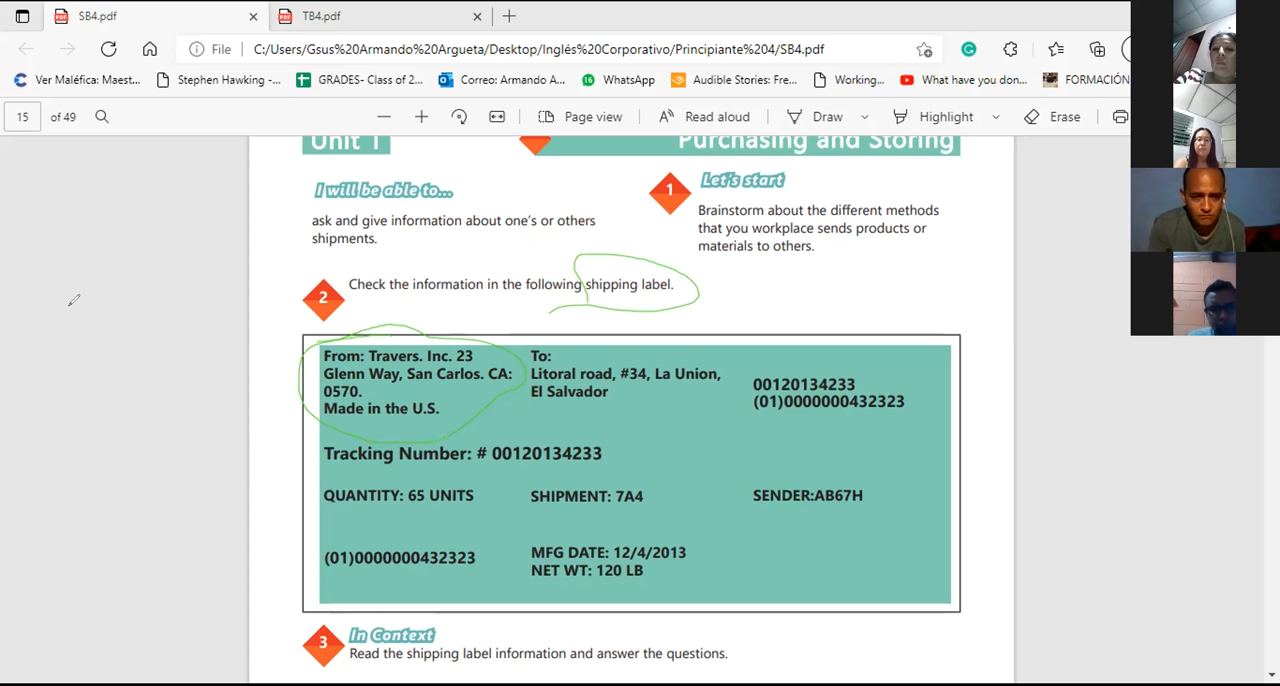 SB4.pdf
TB4.pdf
File
C:/Users/Gsus%20Armando%20Argueta/Desktop/Inglés%20Corporativo/Principiante%204/SB4.pdf
Ver Maléfica: Maest...
Stephen Hawking -...
GRADES- Class of 2...
Correo: Armando A...
WhatsApp
Audible Stories: Fre...
Working...
What have you don...
FORMACIÓN
15 of 49
Page view
Read aloud
Draw
Highlight
Erase
Unit 1
Purchasing and Storing
I will be able to...
ask and give information about one's or others
shipments.
1
Let's start
Brainstorm about the different methods
that you workplace sends products or
materials to others.
2
Check the information in the following shipping label.
From: Travers. Inc. 23
Glenn Way, San Carlos. CA:
0570.
Made in the U.S.
To:
Litoral road, #34, La Union,
El Salvador
00120134233
(01)0000000432323
Tracking Number: # 00120134233
QUANTITY: 65 UNITS
SHIPMENT: 7A4
SENDER:AB67H
(01)0000000432323
MFG DATE: 12/4/2013
NET WT: 120 LB
3
In Context
Read the shipping label information and answer the questions.